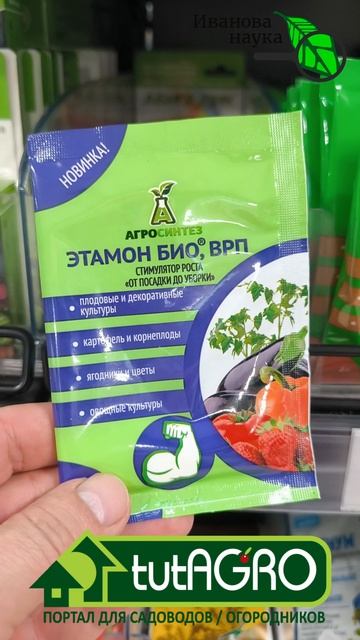 Иванова
наука
НОВИНКА!
АГРОСИНТЕЗ
ЭТАМОН БИО®, ВРП
СТИМУЛЯТОР РОСТА
«ОТ ПОСАДКИ ДО УБОРКИ»
• плодовые и декоративные
культуры
• картофель и корнеплоды
• ягодники и цветы
• овощные культуры
tutAGRO
ПОРТАЛ ДЛЯ САДОВОДОВ / ОГОРОДНИКОВ